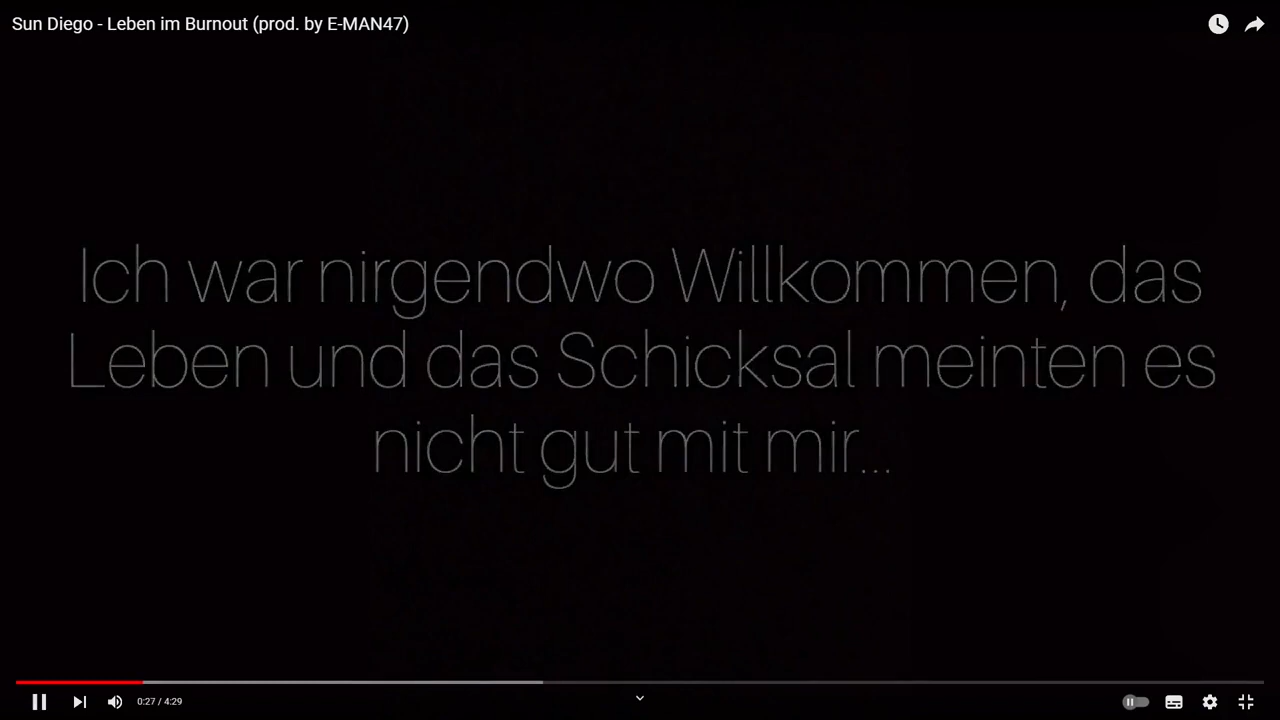 Sun Diego - Leben im Burnout (prod. by E-MAN47)
Ich war nirgendwo Willkommen, das
Leben und das Schicksal meinten es
nicht gut mit mir...
0:27 / 4:29